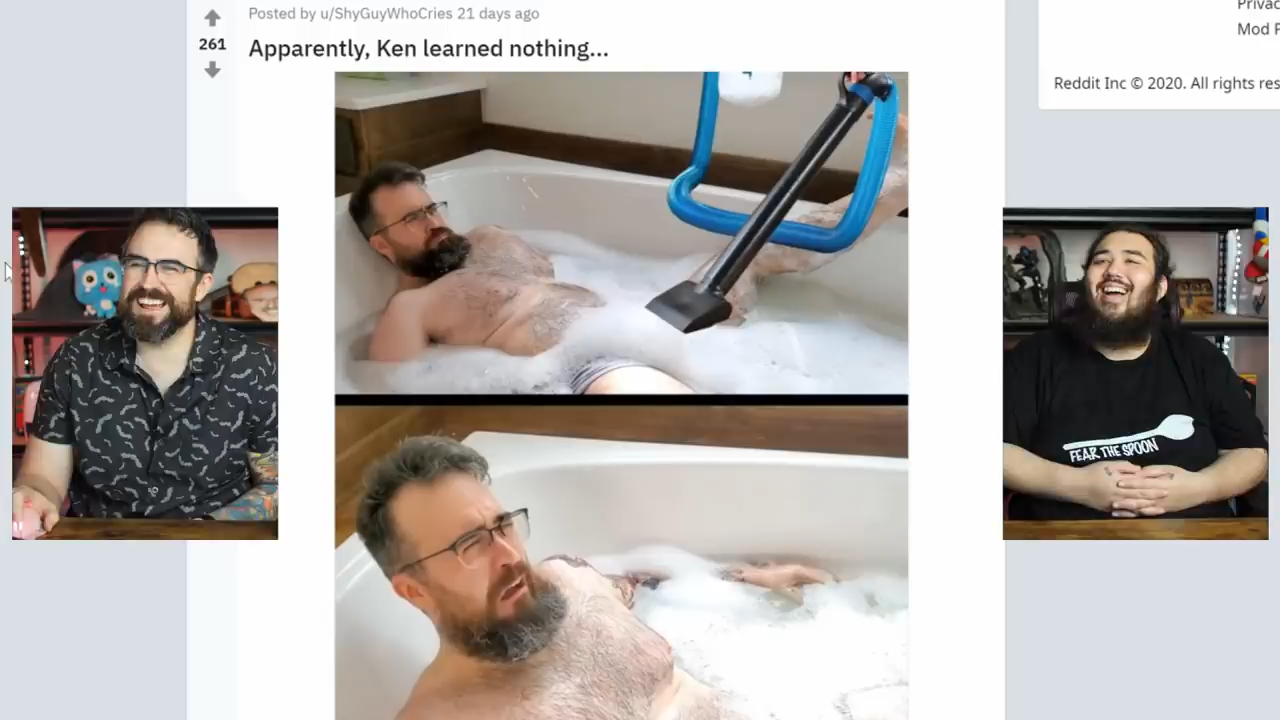 Posted by u/ShyGuyWhoCries 21 days ago
261
Apparently, Ken learned nothing...
Mod
Reddit Inc © 2020. All rights
FEAR THE SPOON